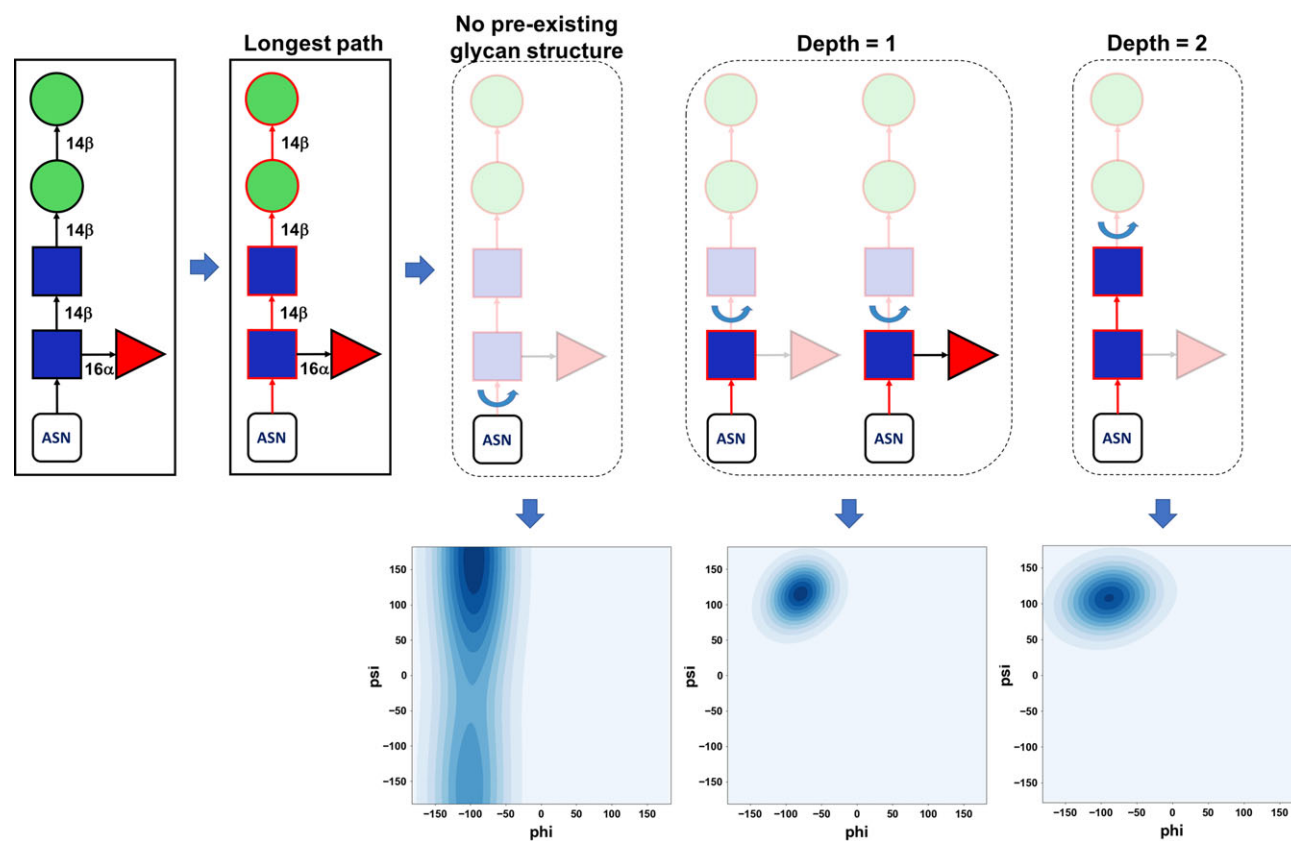 Longest path
No pre-existing
glycan structure
Depth = 1
Depth = 2
14β
14β
14β
16α
ASN
14β
14β
14β
16α
ASN
ASN
ASN
ASN
ASN
psi
150
100
50
0
−50
−100
−150
−150 −100 −50 0 50 100 150
phi
psi
150
100
50
0
−50
−100
−150
−150 −100 −50 0 50 100 150
phi
psi
150
100
50
0
−50
−100
−150
−150 −100 −50 0 50 100 150
phi